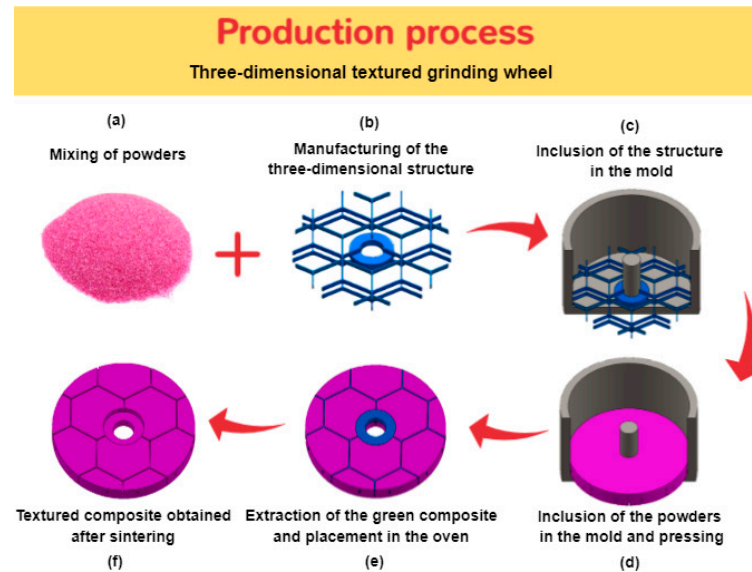 Production process
Three-dimensional textured grinding wheel
(a)
Mixing of powders
(b)
Manufacturing of the
three-dimensional structure
(c)
Inclusion of the structure
in the mold
Inclusion of the powders
in the mold and pressing
(d)
Extraction of the green composite
and placement in the oven
(e)
Textured composite obtained
after sintering
(f)